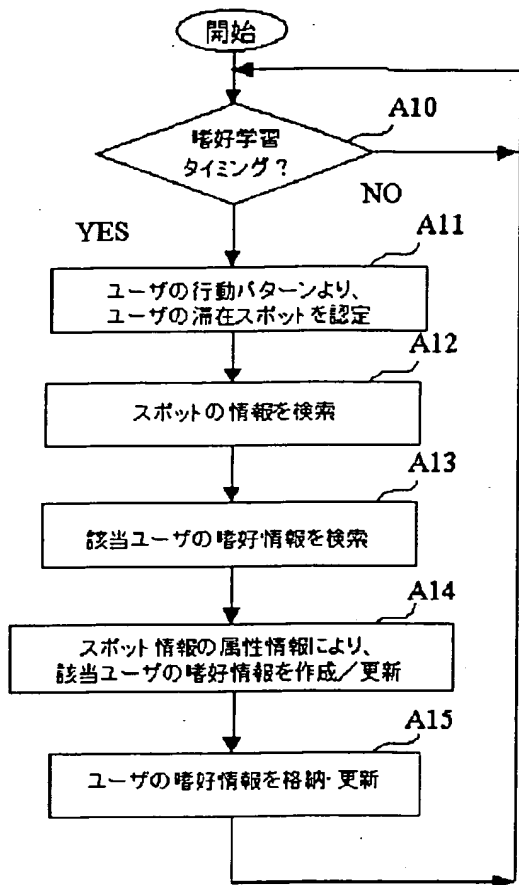 開始
A10
嗜好学習
タイミング？
NO
YES
A11
ユーザの行動パターンより、
ユーザの滞在スポットを認定
A12
スポットの情報を検索
A13
該当ユーザの嗜好情報を検索
A14
スポット情報の属性情報により、
該当ユーザの嗜好情報を作成／更新
A15
ユーザの嗜好情報を格納・更新